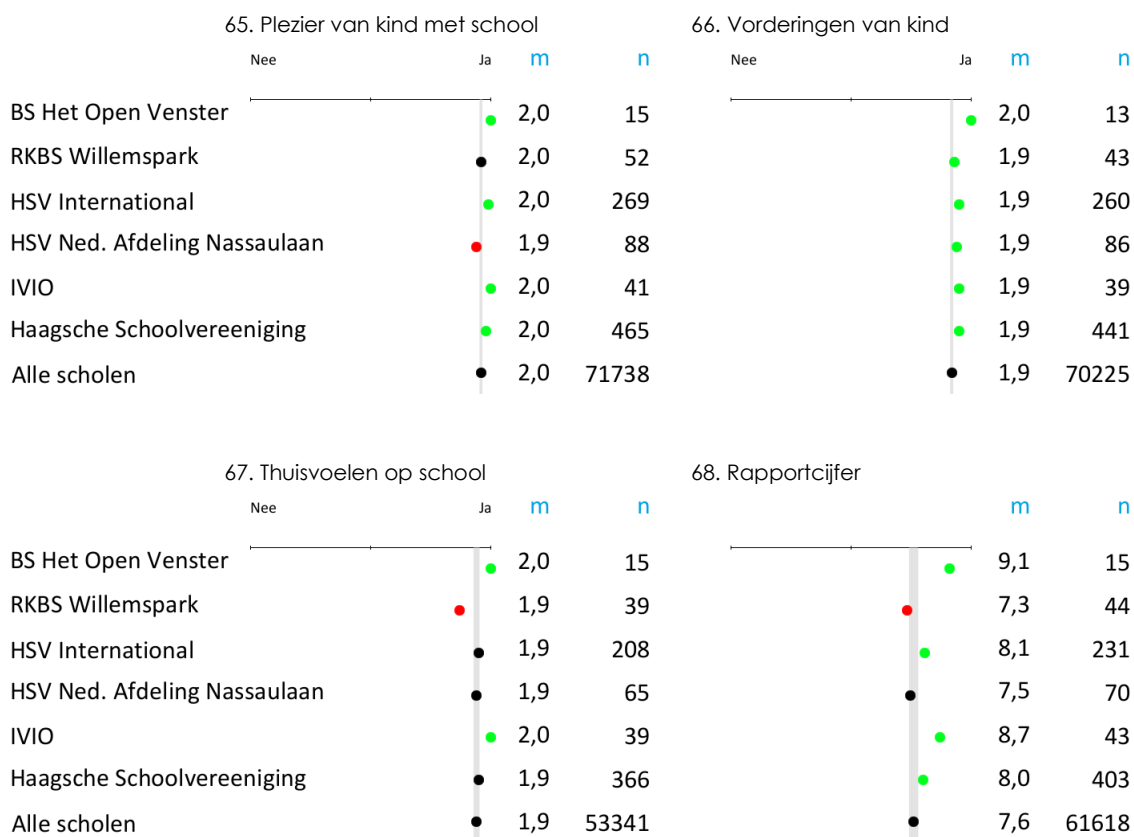 65. Plezier van kind met school 66. Vorderingen van kind
Nee Ja m n Nee Ja m n
BS Het Open Venster 2,0 15 2,0 13
RKBS Willemspark 2,0 52 1,9 43
HSV International 2,0 269 1,9 260
HSV Ned. Afdeling Nassaulaan 1,9 88 1,9 86
IVIO 2,0 41 1,9 39
Haagsche Schoolvereeniging 2,0 465 1,9 441
Alle scholen 2,0 71738 1,9 70225
67. Thuisvoelen op school 68. Rapportcijfer
Nee Ja m n m n
BS Het Open Venster 2,0 15 9,1 15
RKBS Willemspark 1,9 39 7,3 44
HSV International 1,9 208 8,1 231
HSV Ned. Afdeling Nassaulaan 1,9 65 7,5 70
IVIO 2,0 39 8,7 43
Haagsche Schoolvereeniging 1,9 366 8,0 403
Alle scholen 1,9 53341 7,6 61618